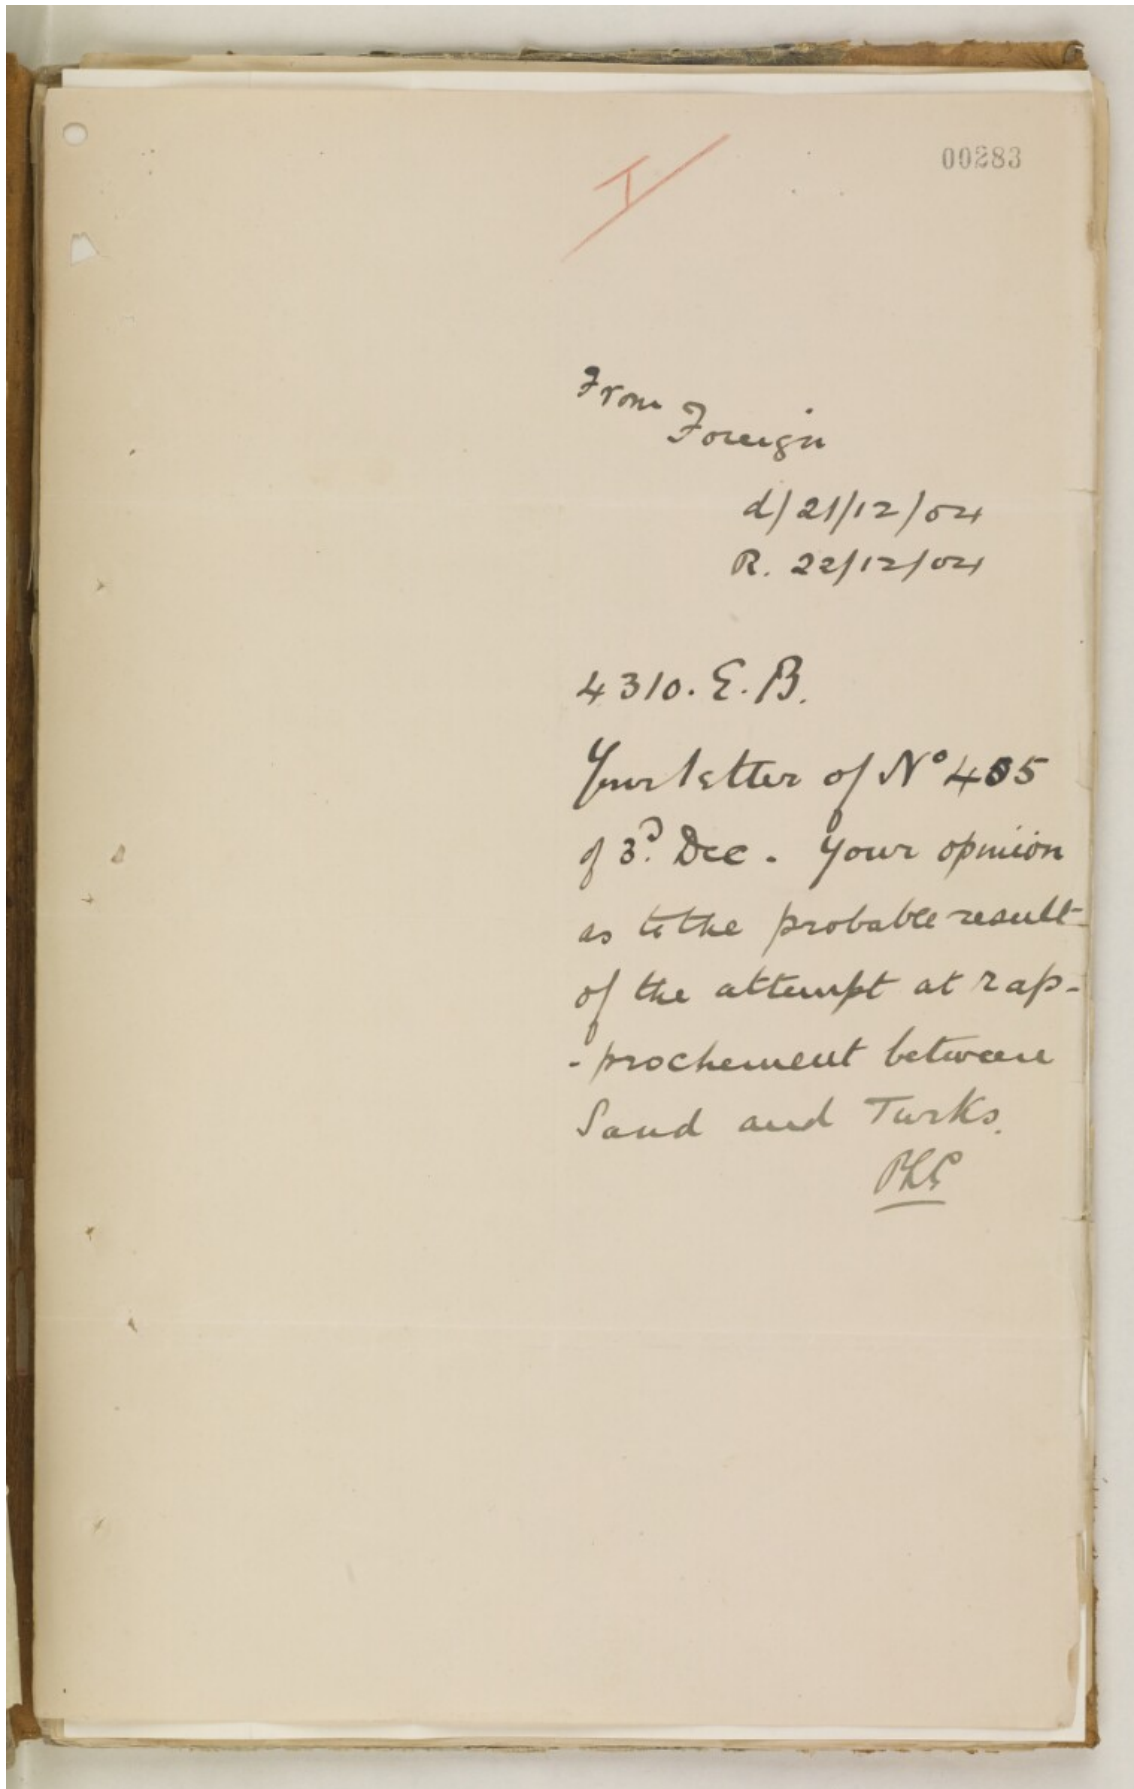 00283
I
From
Foreign
d/21/12/04
R. 22/12/04
4310. E. B.
Your letter of Nº 405
of 3d. Dec. Your opinion
as to the probable result
of the attempt at rap-
-prochement between
Saud and Turks.